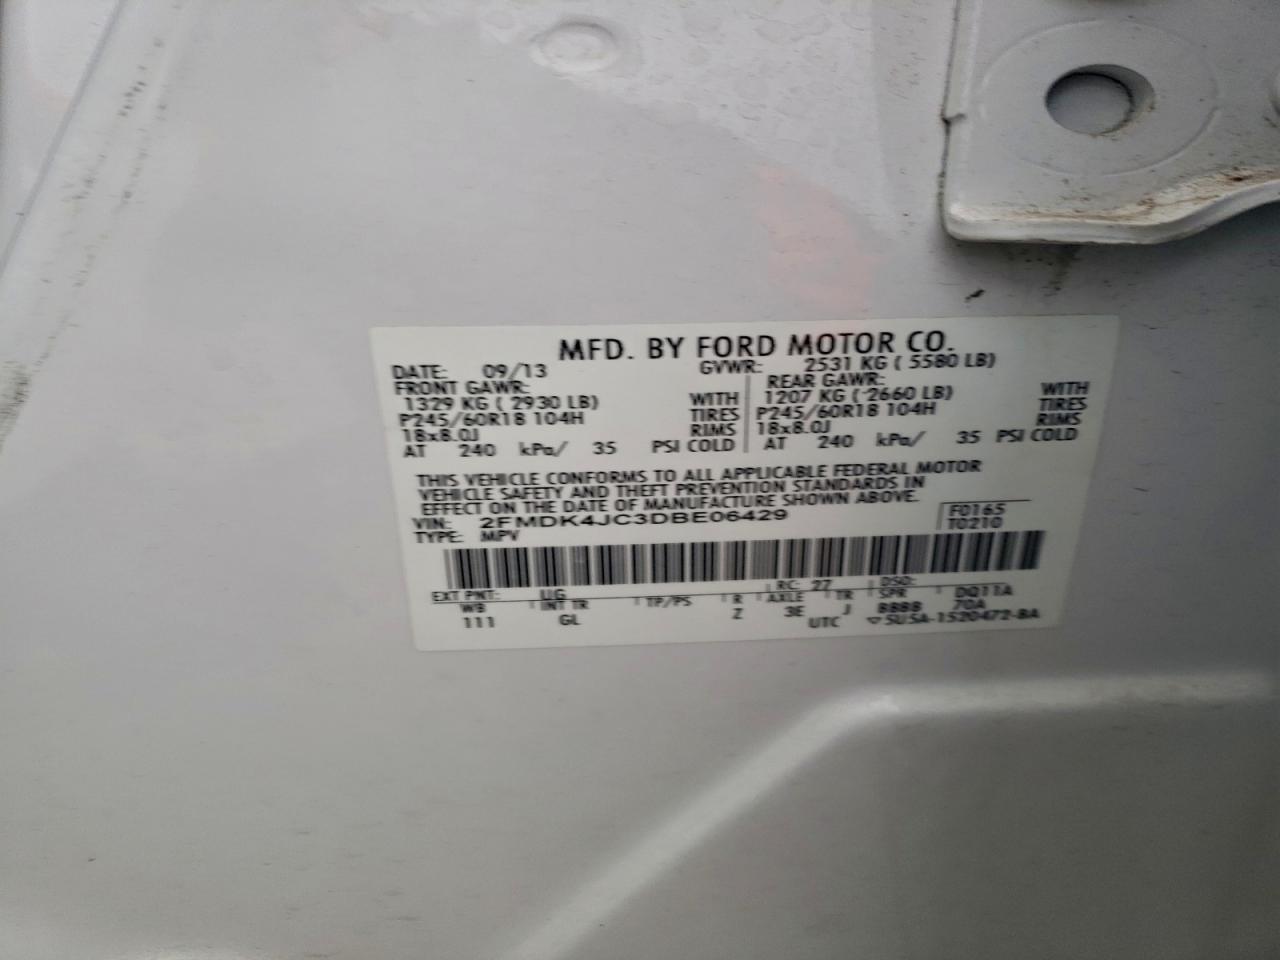 MFD. BY FORD MOTOR CO.
DATE: 09/13 GVWR: 2531 KG ( 5580 LB)
FRONT GAWR: REAR GAWR:
1329 KG ( 2930 LB) WITH 1207 KG ( 2660 LB) WITH
P245/60R18 104H TIRES P245/60R18 104H TIRES
18x8.0J RIMS 18x8.0J RIMS
AT 240 kPa/ 35 PSI COLD AT 240 kPa/ 35 PSI COLD
THIS VEHICLE CONFORMS TO ALL APPLICABLE FEDERAL MOTOR
VEHICLE SAFETY AND THEFT PREVENTION STANDARDS IN
EFFECT ON THE DATE OF MANUFACTURE SHOWN ABOVE.
VIN: 2FMDK4JC3DBE06429 F0165
TYPE: MPV T0210
EXT PNT: UG RC: 27 DSO:
WB INT TR TP/PS R AXLE TR SPR DQ11A
111 GL Z 3E J BBBB 70A
UTC ▽5U5A-1520472-BA